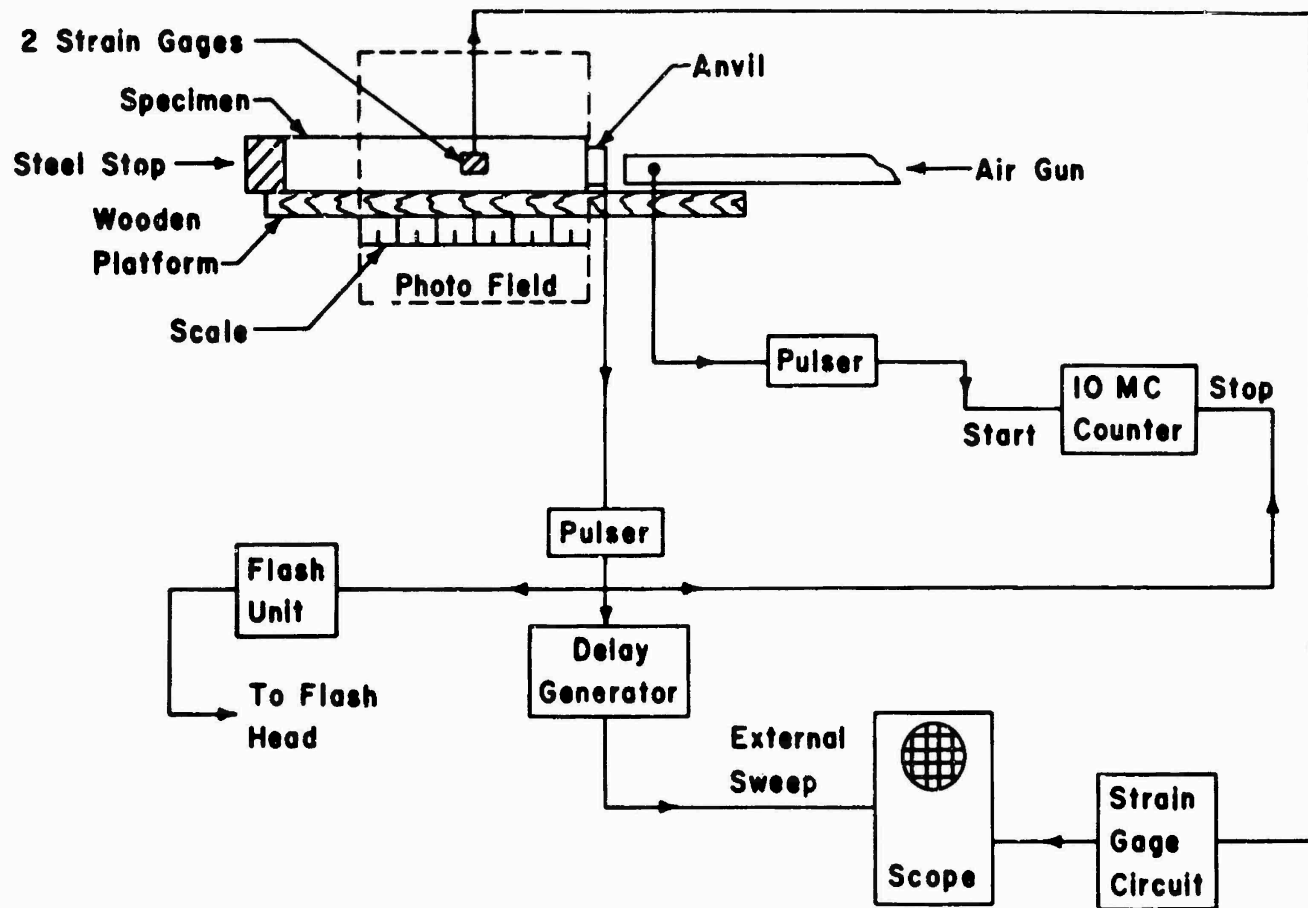 2 Strain Gages
Anvil
Specimen
Steel Stop
Air Gun
Wooden
Platform
Photo Field
Scale
Pulser
10 MC
Counter
Stop
Start
Pulser
Flash
Unit
Delay
Generator
To Flash
Head
External
Sweep
Scope
Strain
Gage
Circuit